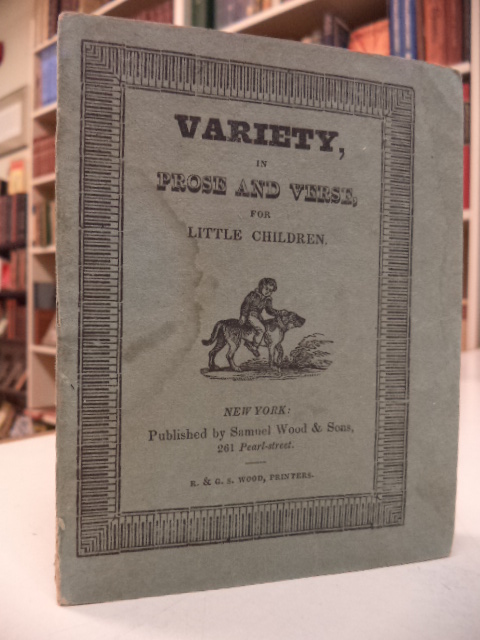 VARIETY,
IN
PROSE AND VERSE,
FOR
LITTLE CHILDREN.
NEW YORK:
Published by Samuel Wood & Sons,
261 Pearl-street.
R. & G. S. WOOD, PRINTERS.